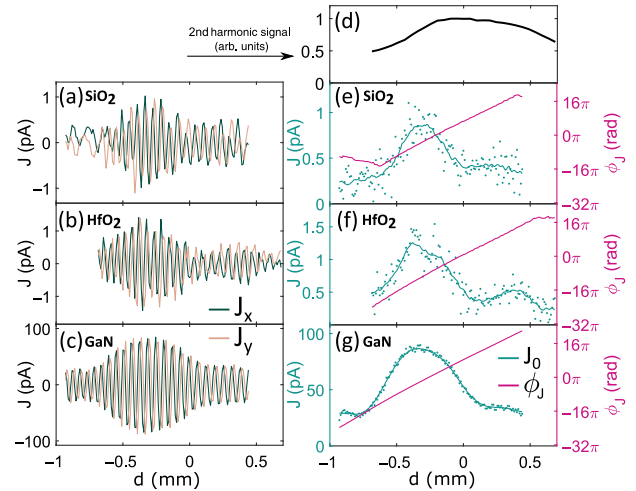 2nd harmonic signal
(arb. units)
(d)
1
0.5
0
(a) SiO2
J (pA)
1
0
-1
(b) HfO2
J (pA)
1
0
-1
Jx
Jy
(c) GaN
J (pA)
100
0
-100
-1
-0.5
0
0.5
d (mm)
(e) SiO2
J (pA)
1
0.5
0
16π
0π
-16π
-32π
ϕJ (rad)
(f) HfO2
J (pA)
1.5
1
0.5
16π
0π
-16π
-32π
ϕJ (rad)
(g) GaN
J (pA)
100
50
0
J0
ϕJ
16π
0π
-16π
-32π
ϕJ (rad)
-1
-0.5
0
0.5
d (mm)